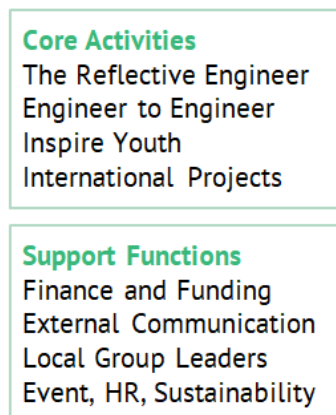 Core Activities
The Reflective Engineer
Engineer to Engineer
Inspire Youth
International Projects
Support Functions
Finance and Funding
External Communication
Local Group Leaders
Event, HR, Sustainability